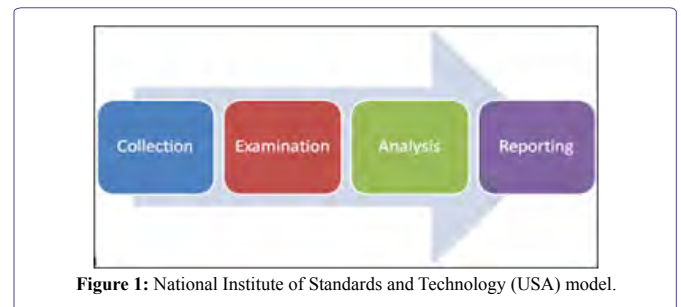 Collection Examination Analysis Reporting
Figure 1: National Institute of Standards and Technology (USA) model.